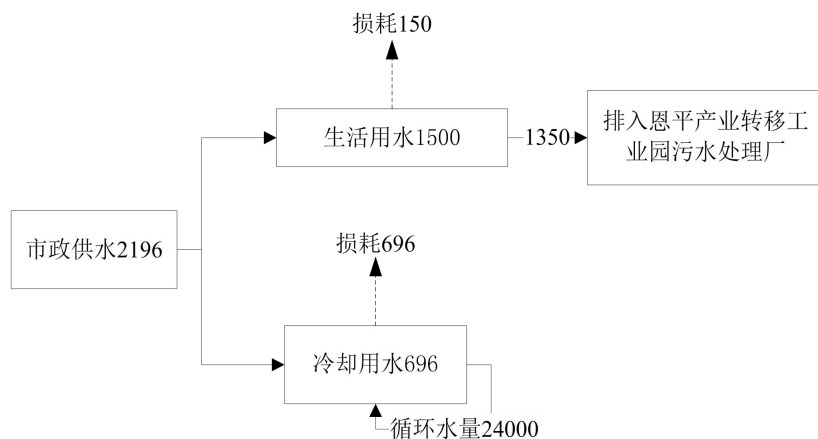 损耗150
生活用水1500
1350
排入恩平产业转移工
业园污水处理厂
市政供水2196
损耗696
冷却用水696
循环水量24000